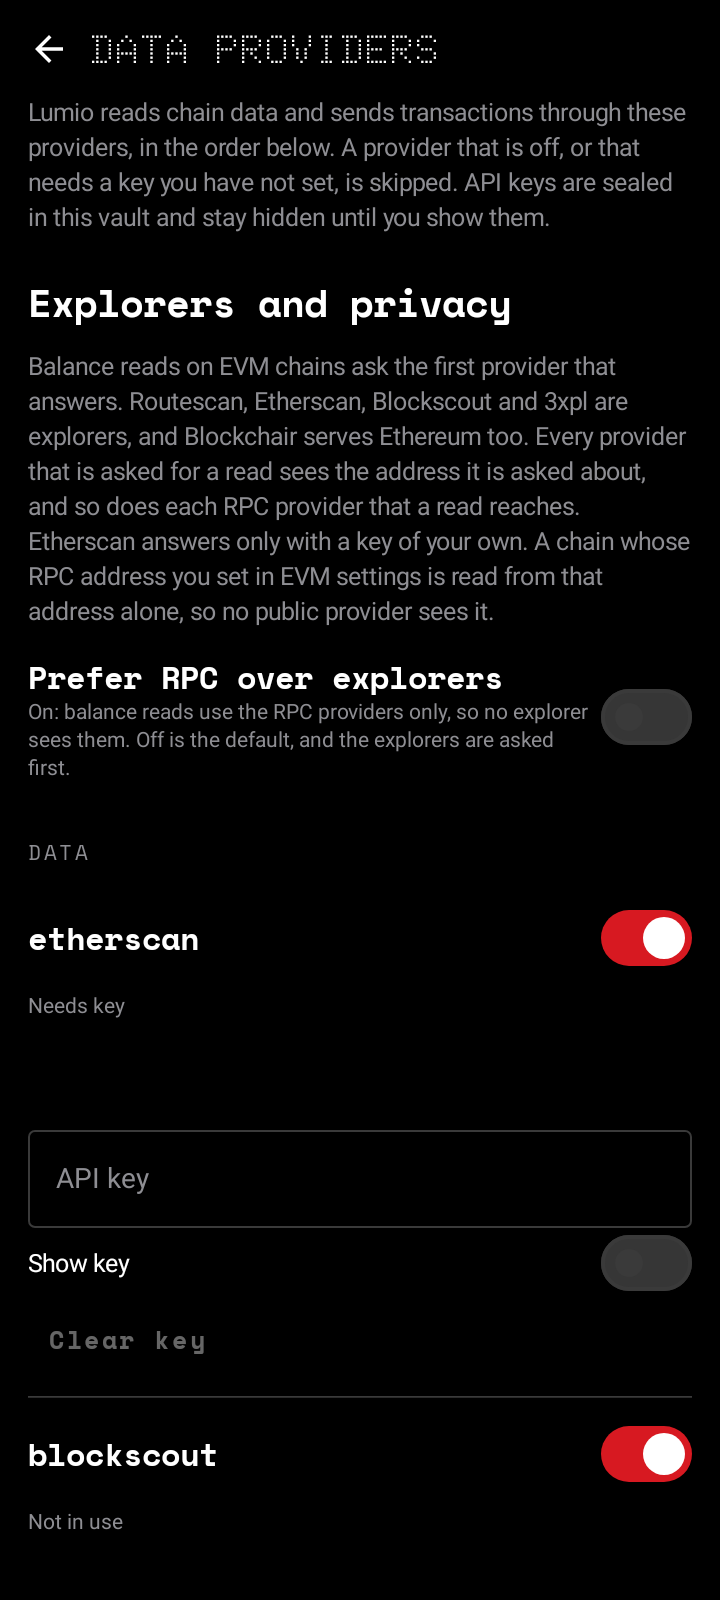 DATA PROVIDERS
Lumio reads chain data and sends transactions through these
providers, in the order below. A provider that is off, or that
needs a key you have not set, is skipped. API keys are sealed
in this vault and stay hidden until you show them.
Explorers and privacy
Balance reads on EVM chains ask the first provider that
answers. Routescan, Etherscan, Blockscout and 3xpl are
explorers, and Blockchair serves Ethereum too. Every provider
that is asked for a read sees the address it is asked about,
and so does each RPC provider that a read reaches.
Etherscan answers only with a key of your own. A chain whose
RPC address you set in EVM settings is read from that
address alone, so no public provider sees it.
Prefer RPC over explorers
On: balance reads use the RPC providers only, so no explorer
sees them. Off is the default, and the explorers are asked
first.
DATA
etherscan
Needs key
API key
Show key
Clear key
blockscout
Not in use